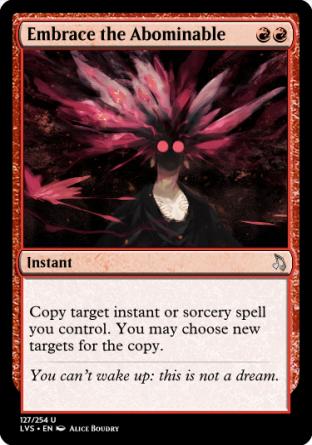 Embrace the Abominable
Instant
Copy target instant or sorcery spell
you control. You may choose new
targets for the copy.
You can't wake up: this is not a dream.
127/254 U
LVS • EN Alice Boudry